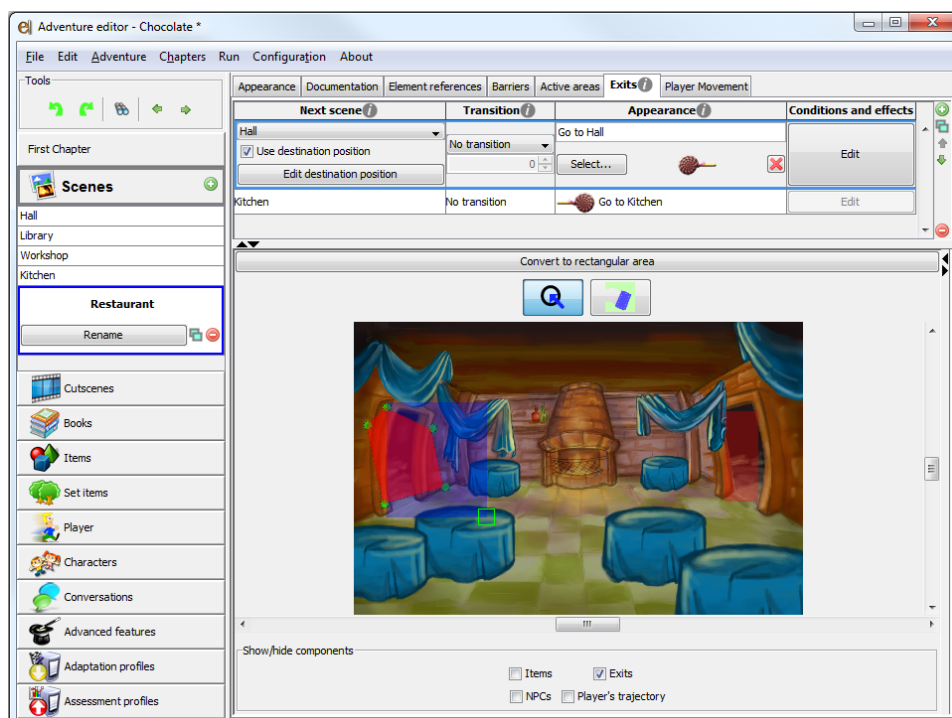 Adventure editor - Chocolate *
File Edit Adventure Chapters Run Configuration About
Tools
First Chapter
Scenes
Hall
Library
Workshop
Kitchen
Restaurant
Rename
Cutscenes
Books
Items
Set items
Player
Characters
Conversations
Advanced features
Adaptation profiles
Assessment profiles
Appearance Documentation Element references Barriers Active areas Exits Player Movement
Next scene Transition Appearance Conditions and effects
Hall
Use destination position
Edit destination position
No transition
0
Go to Hall
Select...
Edit
Kitchen No transition Go to Kitchen Edit
Convert to rectangular area
Show/hide components
Items Exits
NPCs Player's trajectory